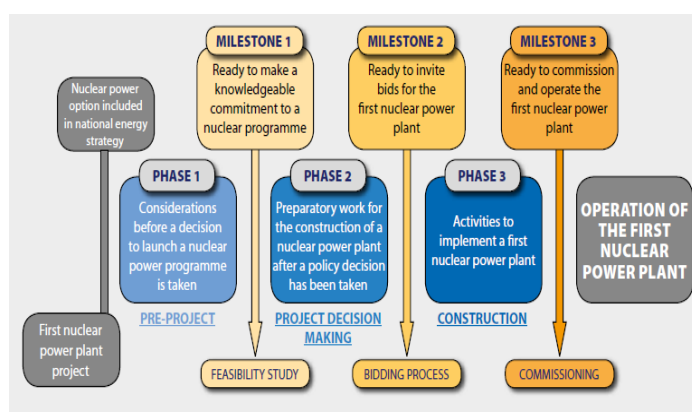 MILESTONE 1
Ready to make a
knowledgeable
commitment to a
nuclear programme
MILESTONE 2
Ready to invite
bids for the
first nuclear power
plant
MILESTONE 3
Ready to commission
and operate the
first nuclear power
plant
Nuclear power
option included
in national energy
strategy
PHASE 1
Considerations
before a decision
to launch a nuclear
power programme
is taken
PHASE 2
Preparatory work for
the construction of a
nuclear power plant
after a policy decision
has been taken
PHASE 3
Activities to
implement a first
nuclear power plant
OPERATION OF
THE FIRST
NUCLEAR
POWER PLANT
PRE-PROJECT
PROJECT DECISION
MAKING
CONSTRUCTION
First nuclear
power plant
project
FEASIBILITY STUDY
BIDDING PROCESS
COMMISSIONING